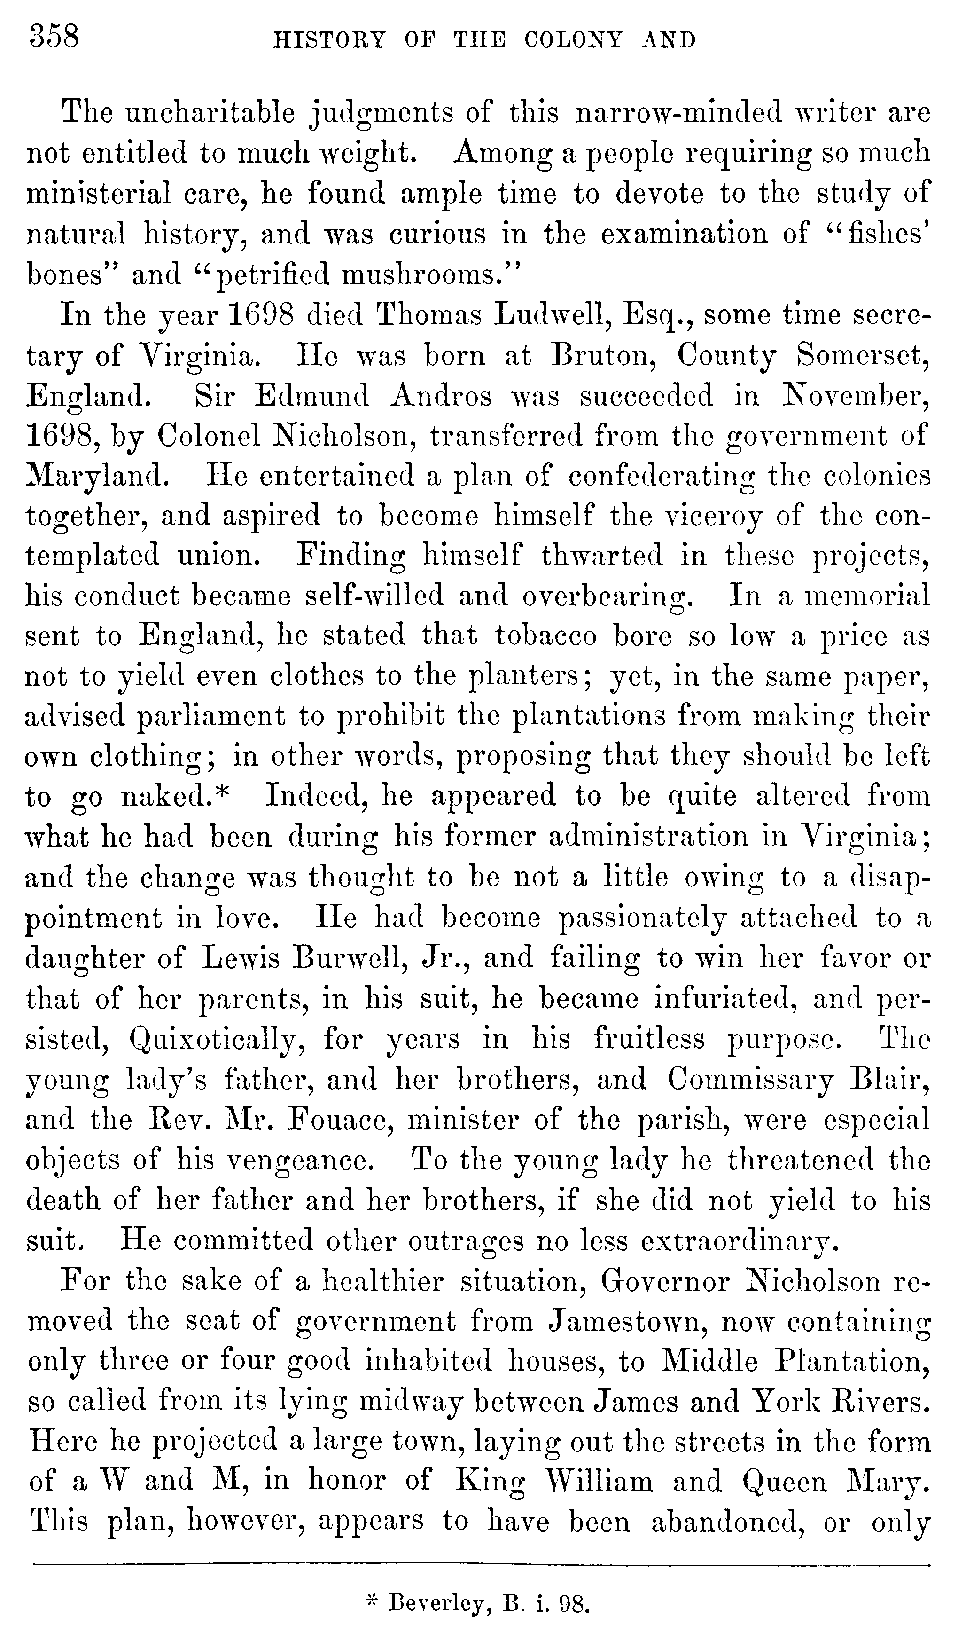 358 HISTORY OF THE COLONY AND
The uncharitable judgments of this narrow-minded writer are
not entitled to much weight. Among a people requiring so much
ministerial care, he found ample time to devote to the study of
natural history, and was curious in the examination of "fishes'
bones" and "petrified mushrooms."
In the year 1698 died Thomas Ludwell, Esq., some time secre-
tary of Virginia. He was born at Bruton, County Somerset,
England. Sir Edmund Andros was succeeded in November,
1698, by Colonel Nicholson, transferred from the government of
Maryland. He entertained a plan of confederating the colonies
together, and aspired to become himself the viceroy of the con-
templated union. Finding himself thwarted in these projects,
his conduct became self-willed and overbearing. In a memorial
sent to England, he stated that tobacco bore so low a price as
not to yield even clothes to the planters; yet, in the same paper,
advised parliament to prohibit the plantations from making their
own clothing; in other words, proposing that they should be left
to go naked.* Indeed, he appeared to be quite altered from
what he had been during his former administration in Virginia;
and the change was thought to be not a little owing to a disap-
pointment in love. He had become passionately attached to a
daughter of Lewis Burwell, Jr., and failing to win her favor or
that of her parents, in his suit, he became infuriated, and per-
sisted, Quixotically, for years in his fruitless purpose. The
young lady's father, and her brothers, and Commissary Blair,
and the Rev. Mr. Fouace, minister of the parish, were especial
objects of his vengeance. To the young lady he threatened the
death of her father and her brothers, if she did not yield to his
suit. He committed other outrages no less extraordinary.
For the sake of a healthier situation, Governor Nicholson re-
moved the seat of government from Jamestown, now containing
only three or four good inhabited houses, to Middle Plantation,
so called from its lying midway between James and York Rivers.
Here he projected a large town, laying out the streets in the form
of a W and M, in honor of King William and Queen Mary.
This plan, however, appears to have been abandoned, or only
* Beverley, B. i. 98.